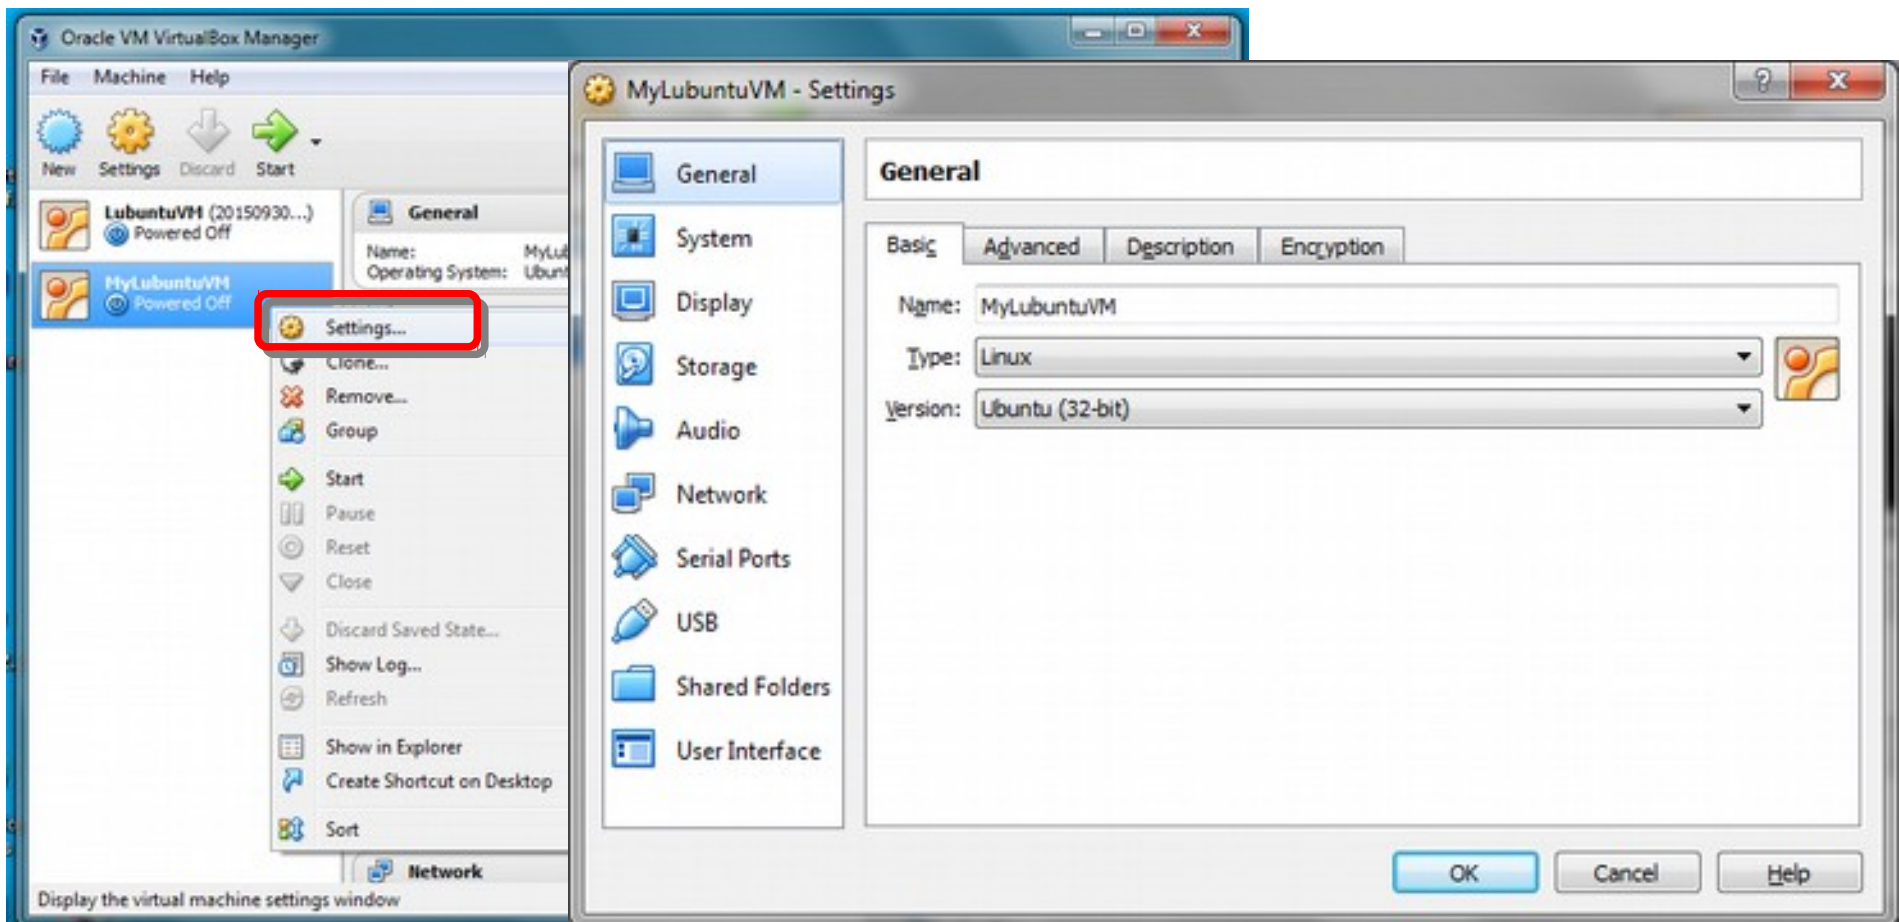 Oracle VM VirtualBox Manager
File Machine Help
New Settings Discard Start
LubuntuVM (20150930...)
Powered Off
MyLubuntuVM
Powered Off
General
Name: MyLub
Operating System: Ubunt
Settings...
Clone...
Remove...
Group
Start
Pause
Reset
Close
Discard Saved State...
Show Log...
Refresh
Show in Explorer
Create Shortcut on Desktop
Sort
Network
Display the virtual machine settings window
MyLubuntuVM - Settings
General
System
Display
Storage
Audio
Network
Serial Ports
USB
Shared Folders
User Interface
General
Basic Advanced Description Encryption
Name: MyLubuntuVM
Type: Linux
Version: Ubuntu (32-bit)
OK Cancel Help